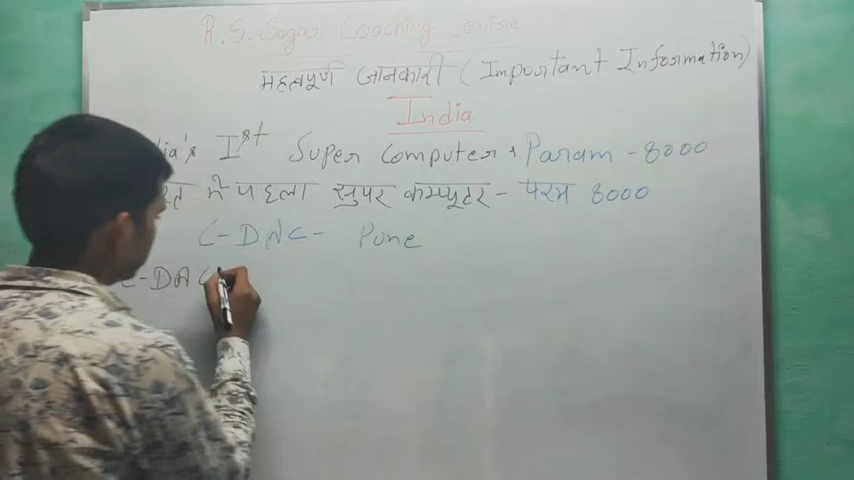 R.S. Sagar Coaching Centre
महत्वपूर्ण जानकारी (Important Information)
India
Ist Super Computer Param - 8000
में पहला सुपर कम्प्यूटर - परम 8000
C-DAC - Pune
C-DAC